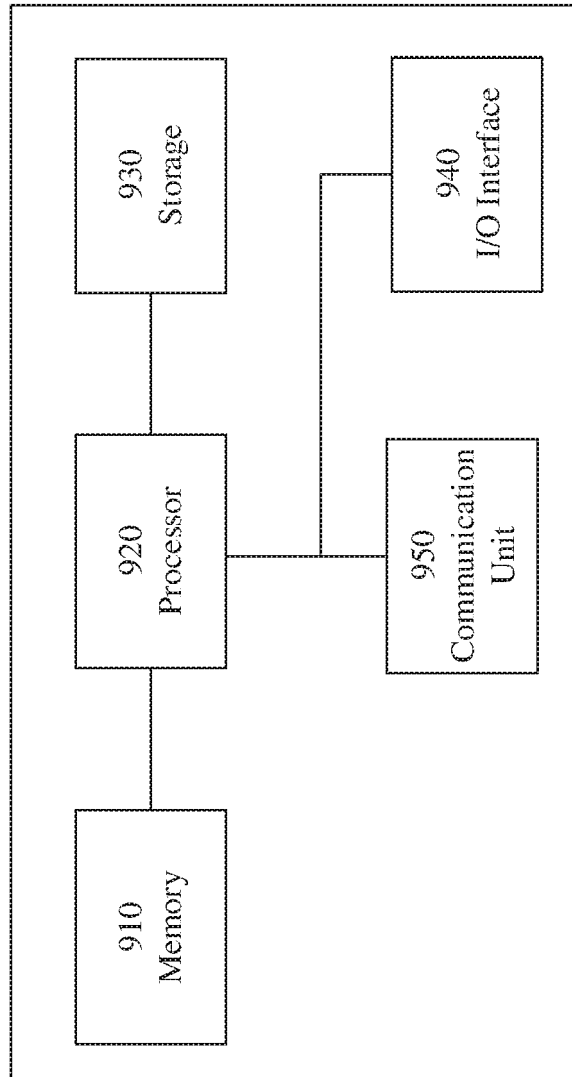 910
Memory
920
Processor
930
Storage
950
Communication
Unit
940
I/O Interface